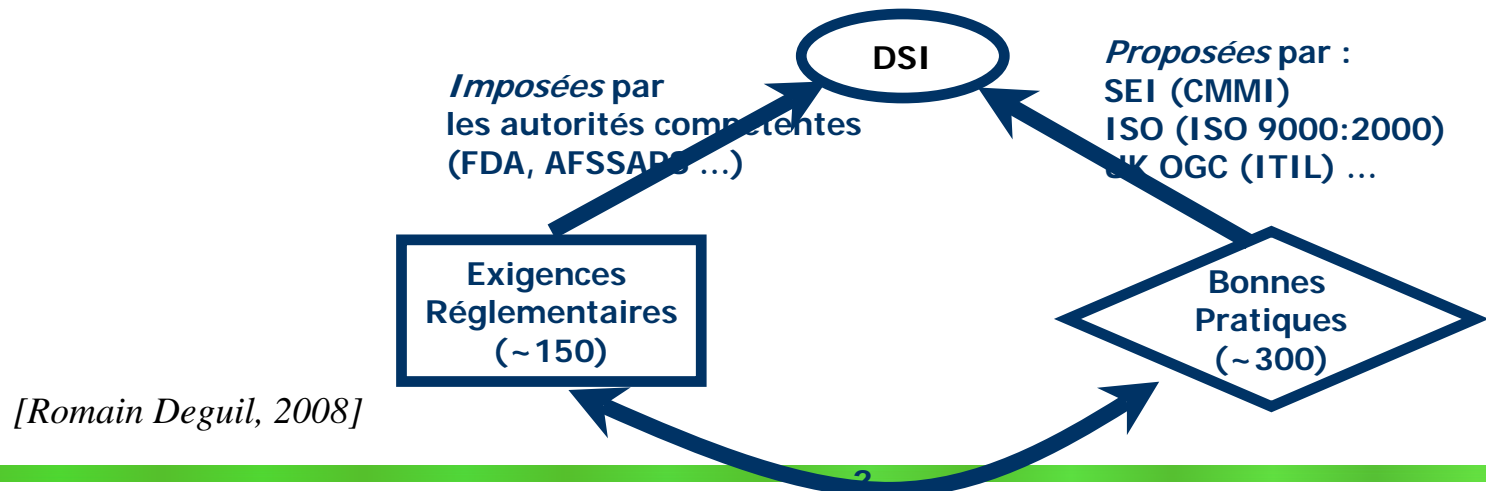 DSI
Imposées par
les autorités compétentes
(FDA, AFSSAPS ...)
Proposées par :
SEI (CMMI)
ISO (ISO 9000:2000)
UK OGC (ITIL) ...
Exigences
Réglementaires
(~150)
Bonnes
Pratiques
(~300)
[Romain Deguil, 2008]